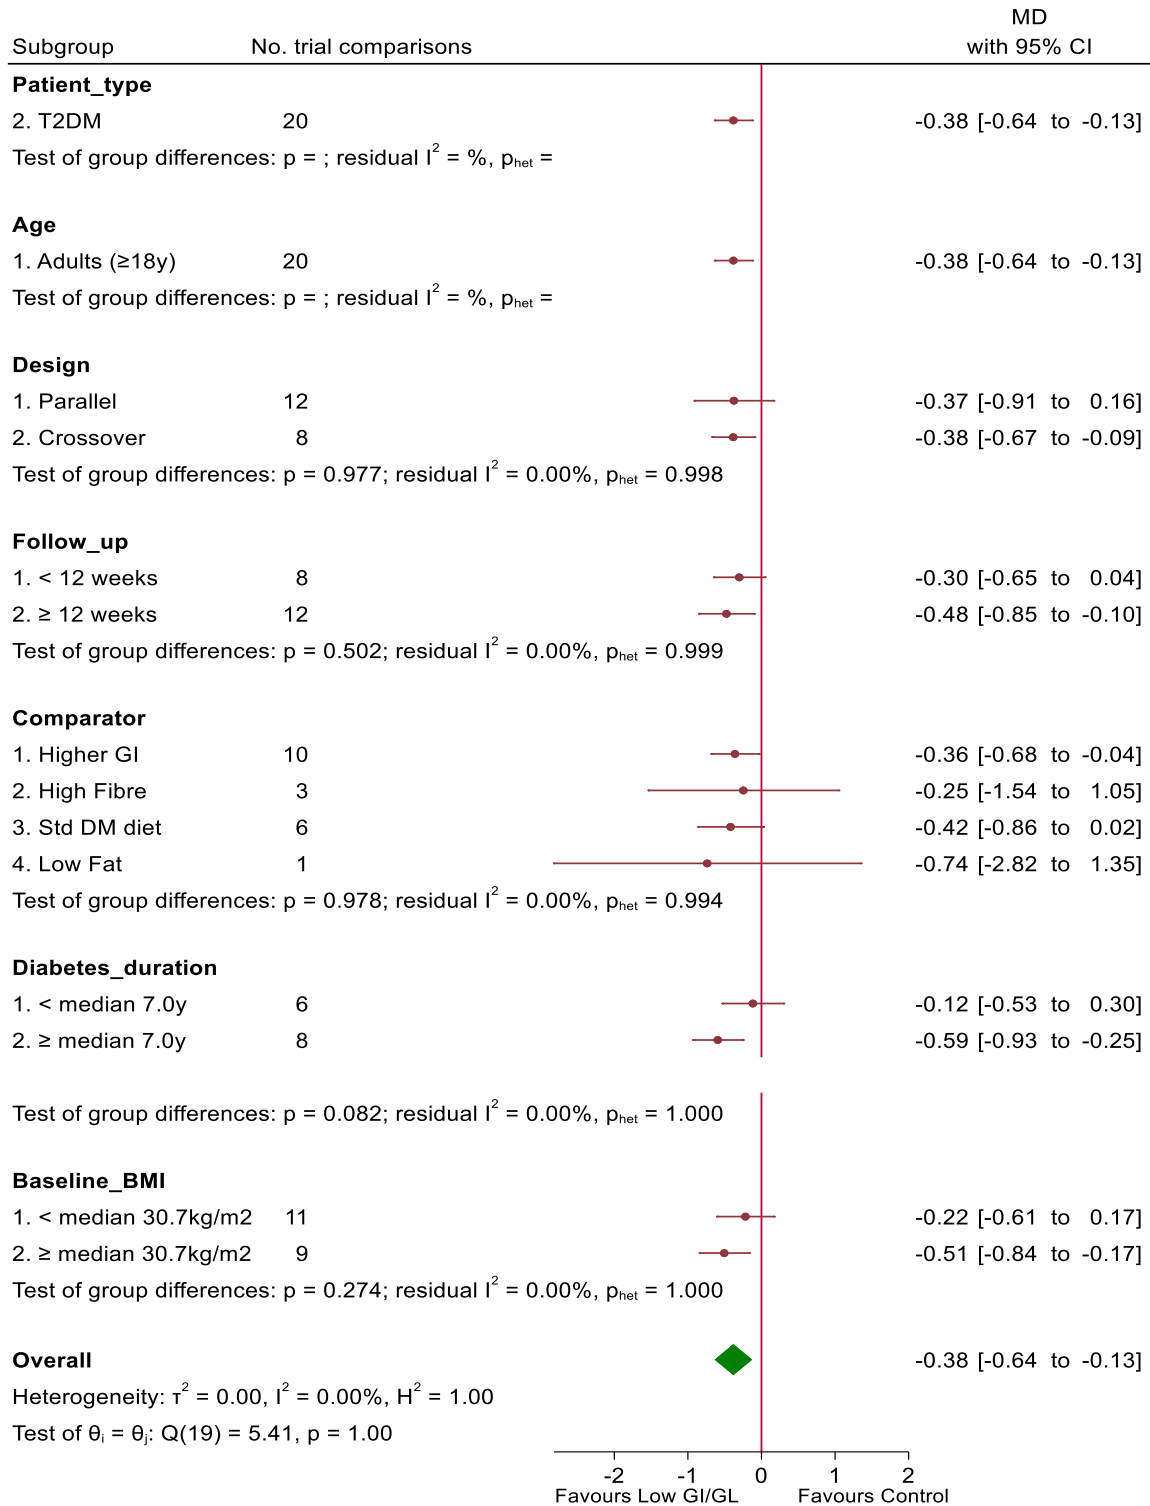 MD
Subgroup No. trial comparisons with 95% CI
Patient_type
2. T2DM 20 -0.38 [-0.64 to -0.13]
Test of group differences: p = ; residual I² = %, pₕₑₜ =
Age
1. Adults (≥18y) 20 -0.38 [-0.64 to -0.13]
Test of group differences: p = ; residual I² = %, pₕₑₜ =
Design
1. Parallel 12 -0.37 [-0.91 to 0.16]
2. Crossover 8 -0.38 [-0.67 to -0.09]
Test of group differences: p = 0.977; residual I² = 0.00%, pₕₑₜ = 0.998
Follow_up
1. < 12 weeks 8 -0.30 [-0.65 to 0.04]
2. ≥ 12 weeks 12 -0.48 [-0.85 to -0.10]
Test of group differences: p = 0.502; residual I² = 0.00%, pₕₑₜ = 0.999
Comparator
1. Higher GI 10 -0.36 [-0.68 to -0.04]
2. High Fibre 3 -0.25 [-1.54 to 1.05]
3. Std DM diet 6 -0.42 [-0.86 to 0.02]
4. Low Fat 1 -0.74 [-2.82 to 1.35]
Test of group differences: p = 0.978; residual I² = 0.00%, pₕₑₜ = 0.994
Diabetes_duration
1. < median 7.0y 6 -0.12 [-0.53 to 0.30]
2. ≥ median 7.0y 8 -0.59 [-0.93 to -0.25]
Test of group differences: p = 0.082; residual I² = 0.00%, pₕₑₜ = 1.000
Baseline_BMI
1. < median 30.7kg/m2 11 -0.22 [-0.61 to 0.17]
2. ≥ median 30.7kg/m2 9 -0.51 [-0.84 to -0.17]
Test of group differences: p = 0.274; residual I² = 0.00%, pₕₑₜ = 1.000
Overall -0.38 [-0.64 to -0.13]
Heterogeneity: τ² = 0.00, I² = 0.00%, H² = 1.00
Test of θᵢ = θⱼ: Q(19) = 5.41, p = 1.00
-2 -1 0 1 2
Favours Low GI/GL Favours Control